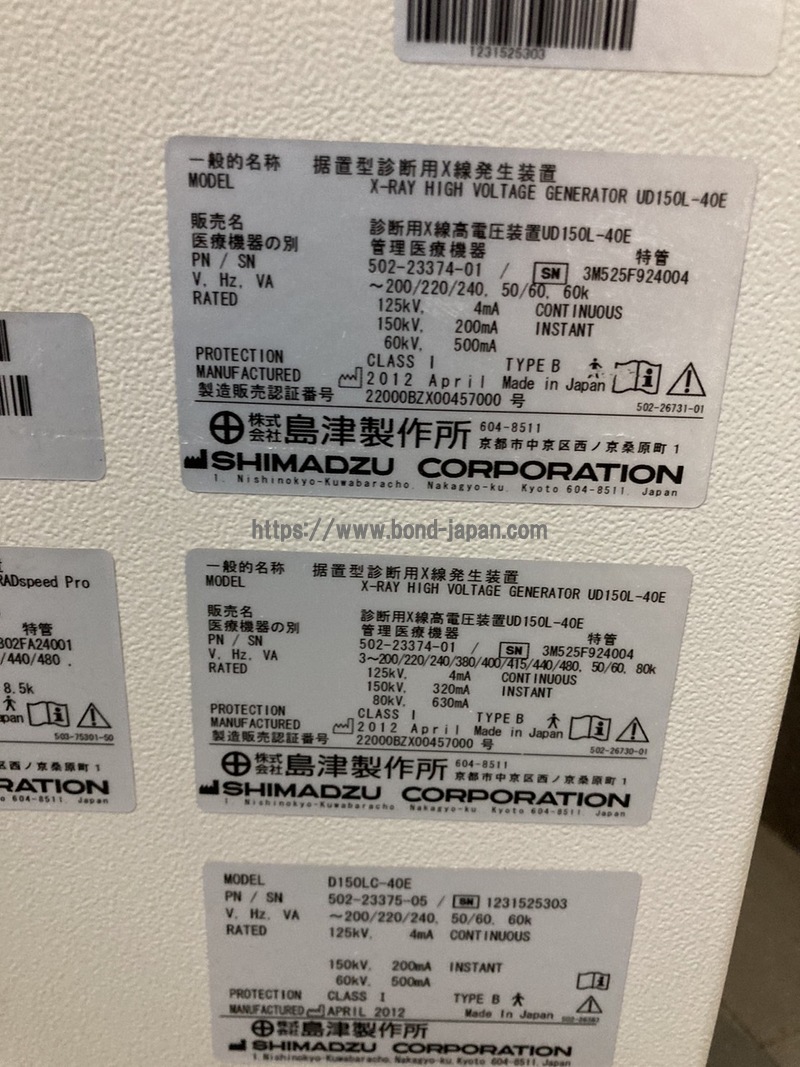 1231525303
一般的名称 据置型診断用X線発生装置
MODEL X-RAY HIGH VOLTAGE GENERATOR UD150L-40E
販売名 診断用X線高電圧装置UD150L-40E
医療機器の別 管理医療機器 特管
PN / SN 502-23374-01 / SN 3M525F924004
V. Hz. VA ~200/220/240. 50/60. 60k
RATED 125kV. 4mA CONTINUOUS
150kV. 200mA INSTANT
60kV. 500mA
PROTECTION CLASS I TYPE B
MANUFACTURED 2012 April Made in Japan
製造販売認証番号 22000BZX00457000 号
502-26731-01
株式会社 島津製作所 604-8511
京都市中京区西ノ京桑原町 1
SHIMADZU CORPORATION
1. Nishinokyo-Kuwabaracho. Nakagyo-ku. Kyoto 604-8511. Japan
https://www.bond-japan.com
一般的名称 据置型診断用X線発生装置
MODEL X-RAY HIGH VOLTAGE GENERATOR UD150L-40E
販売名 診断用X線高電圧装置UD150L-40E
医療機器の別 管理医療機器 特管
PN / SN 502-23374-01 / SN 3M525F924004
V. Hz. VA 3~200/220/240/380/400/415/440/480. 50/60. 80k
RATED 125kV. 4mA CONTINUOUS
150kV. 320mA INSTANT
80kV. 630mA
PROTECTION CLASS I TYPE B
MANUFACTURED 2012 April Made in Japan
製造販売認証番号 22000BZX00457000 号
502-26730-01
株式会社 島津製作所 604-8511
京都市中京区西ノ京桑原町 1
SHIMADZU CORPORATION
1. Nishinokyo-Kuwabaracho Nakagyo-ku. Kyoto 604-8511. Japan
RADspeed Pro
特管
302FA24001
/440/480.
8.5k
apan
503-75301-50
ノ京桑原町 1
RATION
o 604-8511. Japan
MODEL D150LC-40E
PN / SN 502-23375-05 / SN 1231525303
V. Hz. VA ~200/220/240. 50/60. 60k
RATED 125kV. 4mA CONTINUOUS
150kV. 200mA INSTANT
60kV. 500mA
PROTECTION CLASS I TYPE B
MANUFACTURED APRIL 2012 Made in Japan
株式会社 島津製作所
SHIMADZU CORPORATION
1. Nishinokyo-Kuwabaracho. Nakagyo-ku. Kyoto 604-8511. Japan